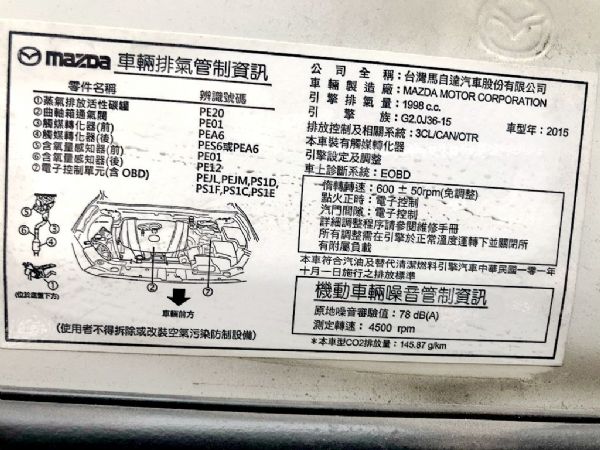 mazda 車輛排氣管制資訊
零件名稱 辨識號碼
①蒸氣排放活性碳罐 PE20
②曲軸箱通氣閥 PE01
③觸媒轉化器(前) PEA6
④觸媒轉化器(後) PES6或PEA6
⑤含氧量感知器(前) PE01
⑥含氧量感知器(後) PE12
⑦電子控制單元(含 OBD) PEJL,PEJM,PS1D,
PS1F,PS1C,PS1E
⑤
③
⑥
④
①
(位於底盤下方)
② ⑦
車輛前方
(使用者不得拆除或改裝空氣污染防制設備)
公司全稱：台灣馬自達汽車股份有限公司
車輛製造廠：MAZDA MOTOR CORPORATION
引擎排氣量：1998 c.c.
引擎族：G2.0J36-15 車型年：2015
排放控制及相關系統：3CL/CAN/OTR
本車裝有觸媒轉化器
引擎設定及調整
車上診斷系統：EOBD
惰轉轉速：600 ± 50rpm(免調整)
點火正時：電子控制
汽門間隙：電子控制
詳細調整程序請參閱維修手冊
所有調整需在引擎於正常溫度運轉下並關閉所
有附屬負載
本車符合汽油及替代清潔燃料引擎汽車中華民國一零一年
十月一日施行之排放標準
機動車輛噪音管制資訊
原地噪音審驗值：78 dB(A)
測定轉速：4500 rpm
＊本車型CO2排放量：145.87 g/km